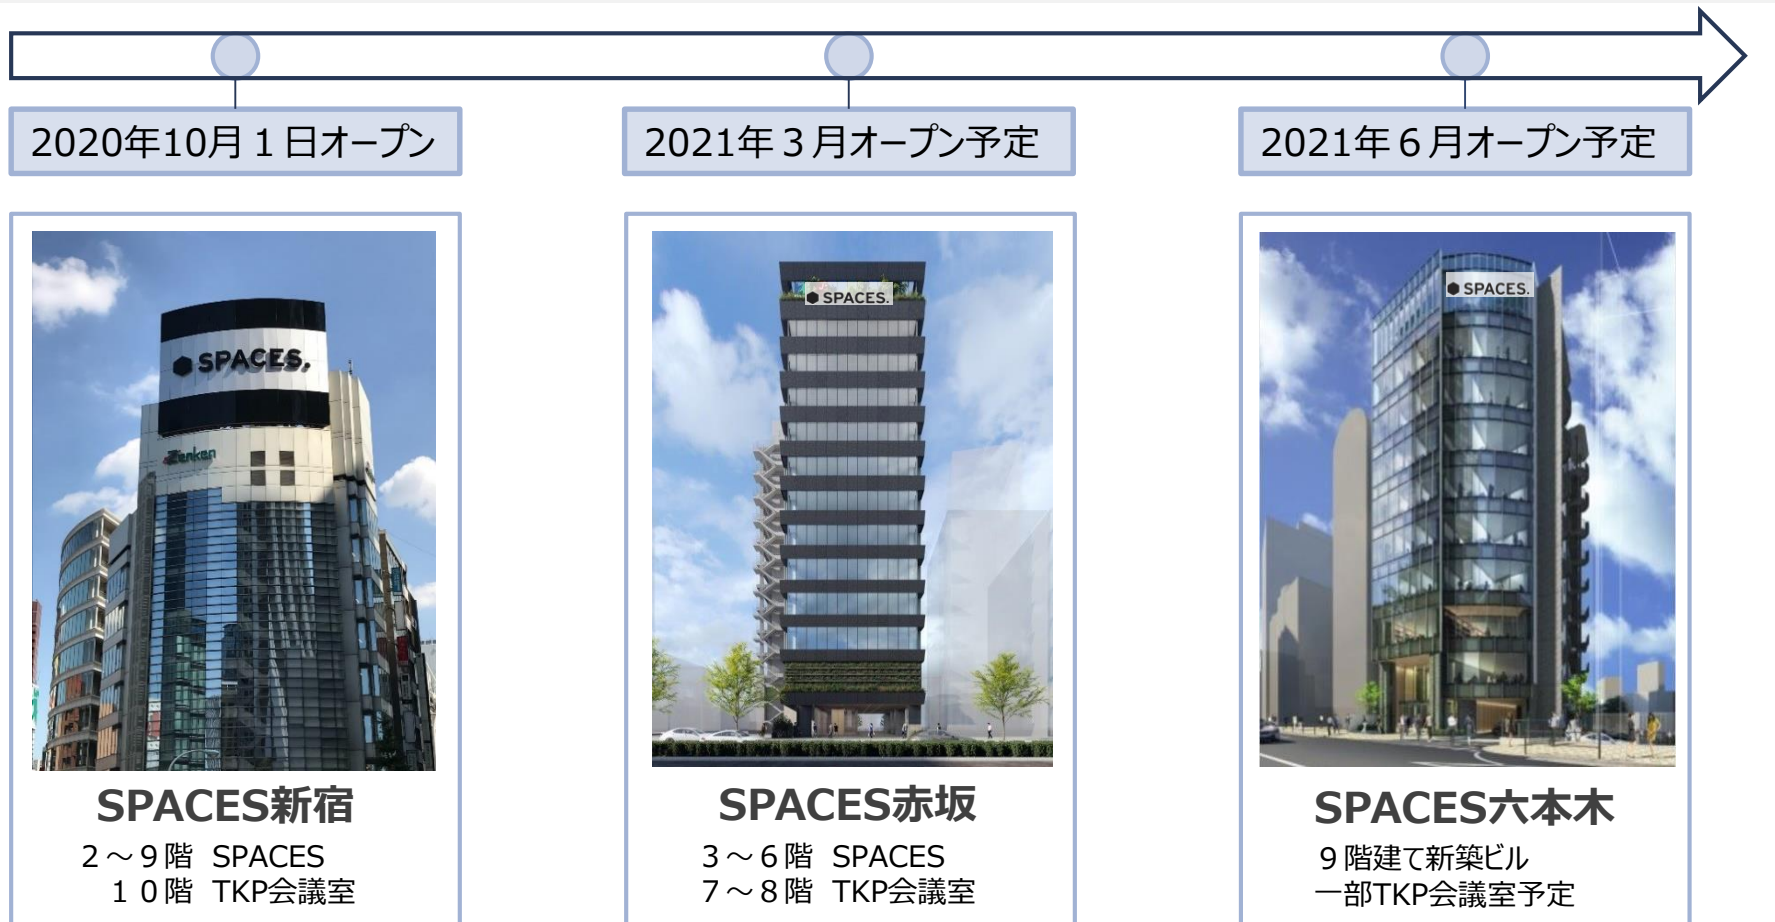 2020年10月１日オープン
2021年３月オープン予定
2021年６月オープン予定
SPACES.
Zenken
SPACES新宿
２～９階 SPACES
１０階 TKP会議室
SPACES.
SPACES赤坂
３～６階 SPACES
７～８階 TKP会議室
SPACES.
SPACES六本木
９階建て新築ビル
一部TKP会議室予定